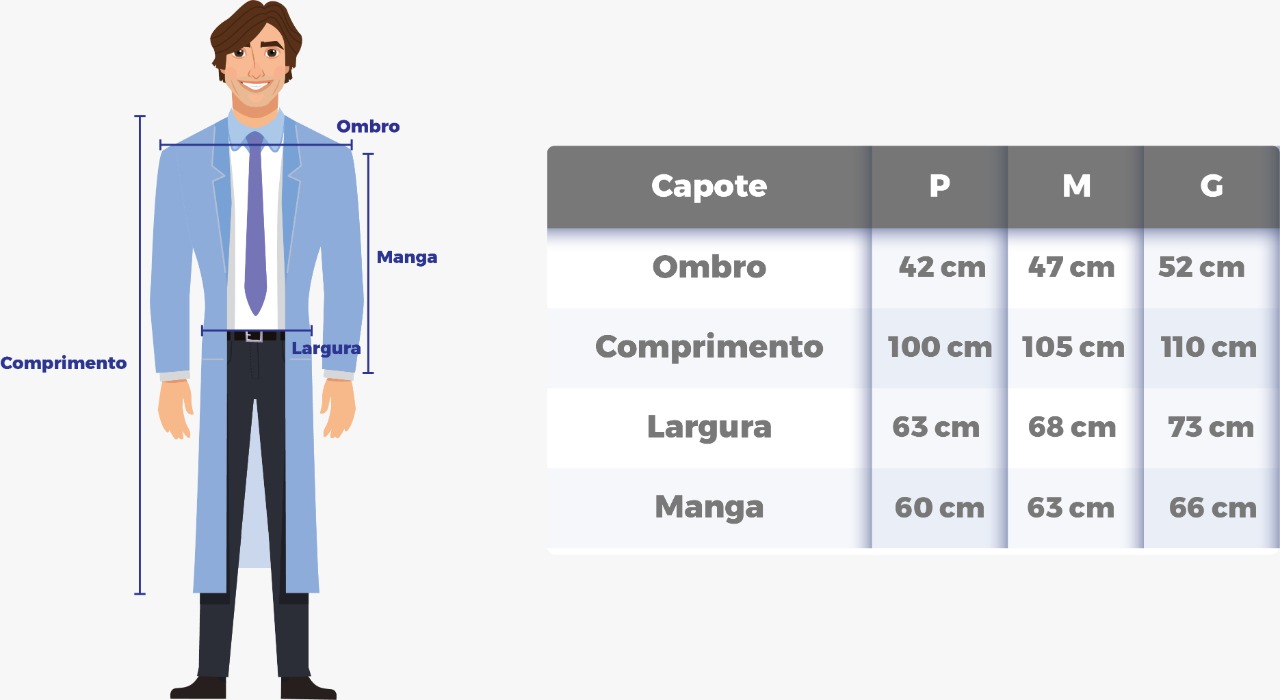 Ombro
Manga
Largura
Comprimento
Capote P M G
Ombro 42 cm 47 cm 52 cm
Comprimento 100 cm 105 cm 110 cm
Largura 63 cm 68 cm 73 cm
Manga 60 cm 63 cm 66 cm